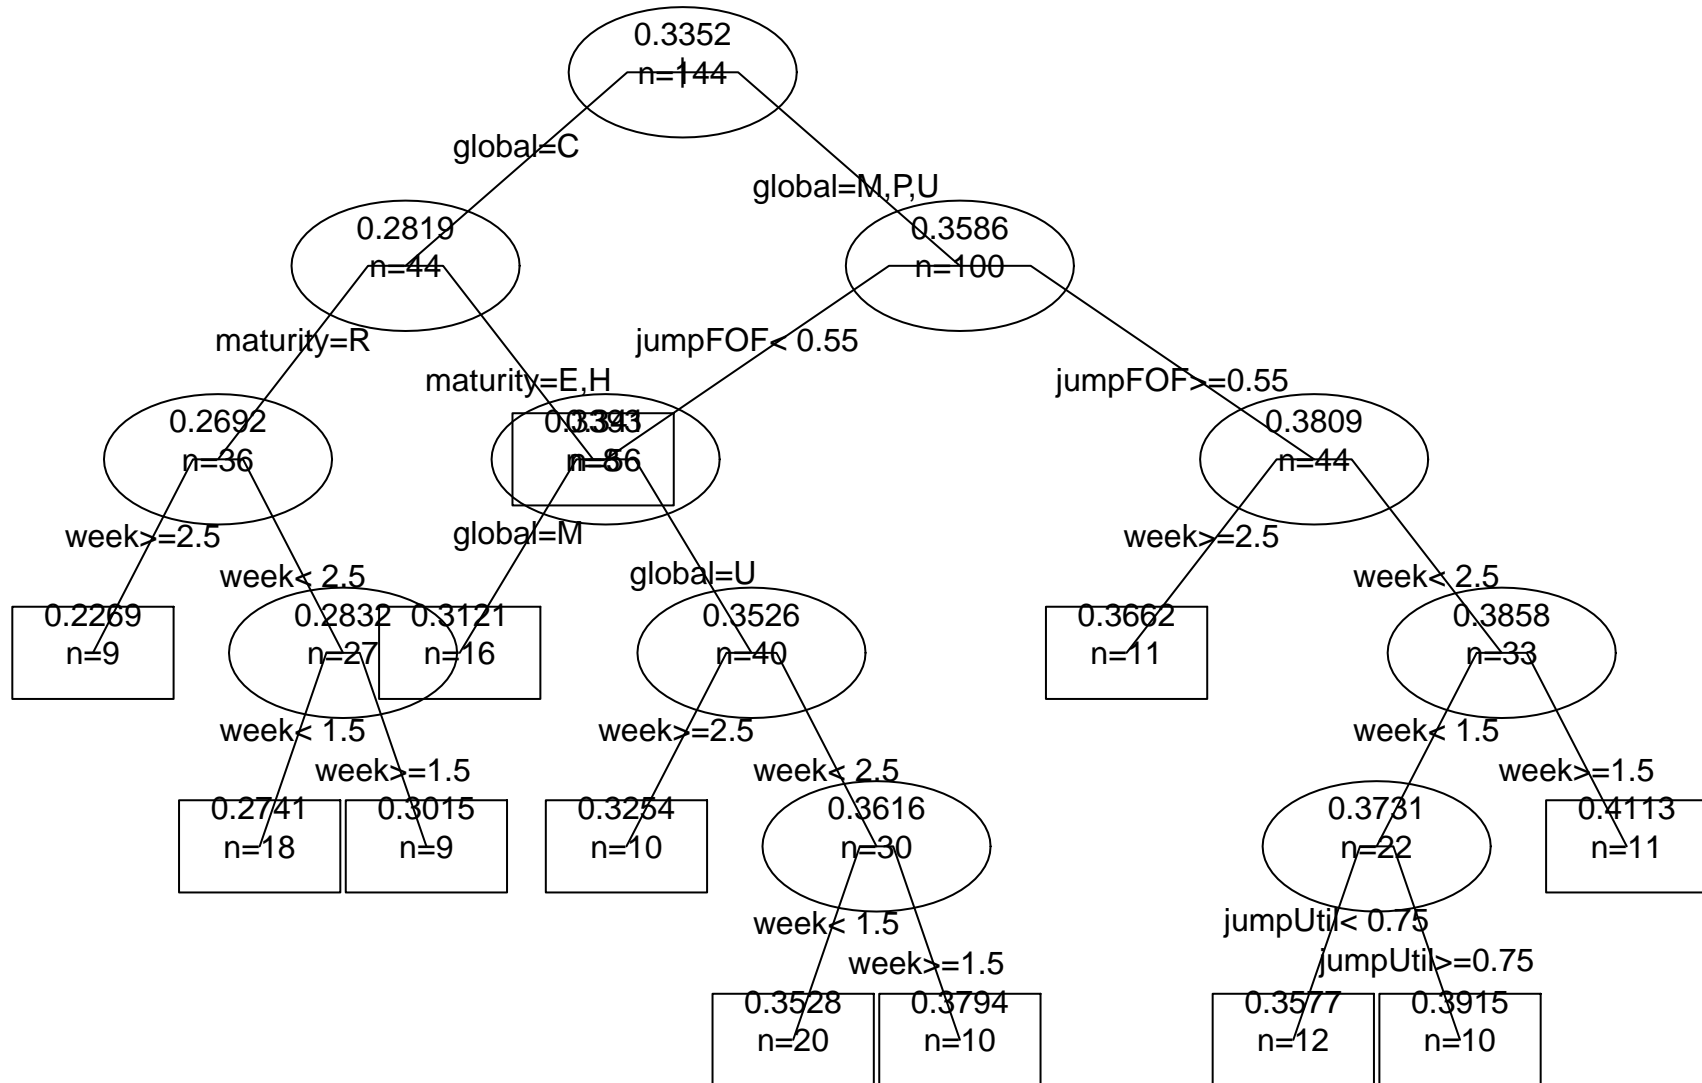 0.3352
n=144
global=C
global=M,P,U
0.2819
n=44
0.3586
n=100
maturity=R
maturity=E,H
jumpFOF< 0.55
jumpFOF>=0.55
0.2692
n=36
0.3809
n=44
week>=2.5
week< 2.5
global=M
global=U
week>=2.5
week< 2.5
0.2269
n=9
0.2832
n=27
0.3121
n=16
0.3526
n=40
0.3662
n=11
0.3858
n=33
week< 1.5
week>=1.5
week>=2.5
week< 2.5
week< 1.5
week>=1.5
0.2741
n=18
0.3015
n=9
0.3254
n=10
0.3616
n=30
0.3731
n=22
0.4113
n=11
week< 1.5
week>=1.5
jumpUtil< 0.75
jumpUtil>=0.75
0.3528
n=20
0.3794
n=10
0.3577
n=12
0.3915
n=10